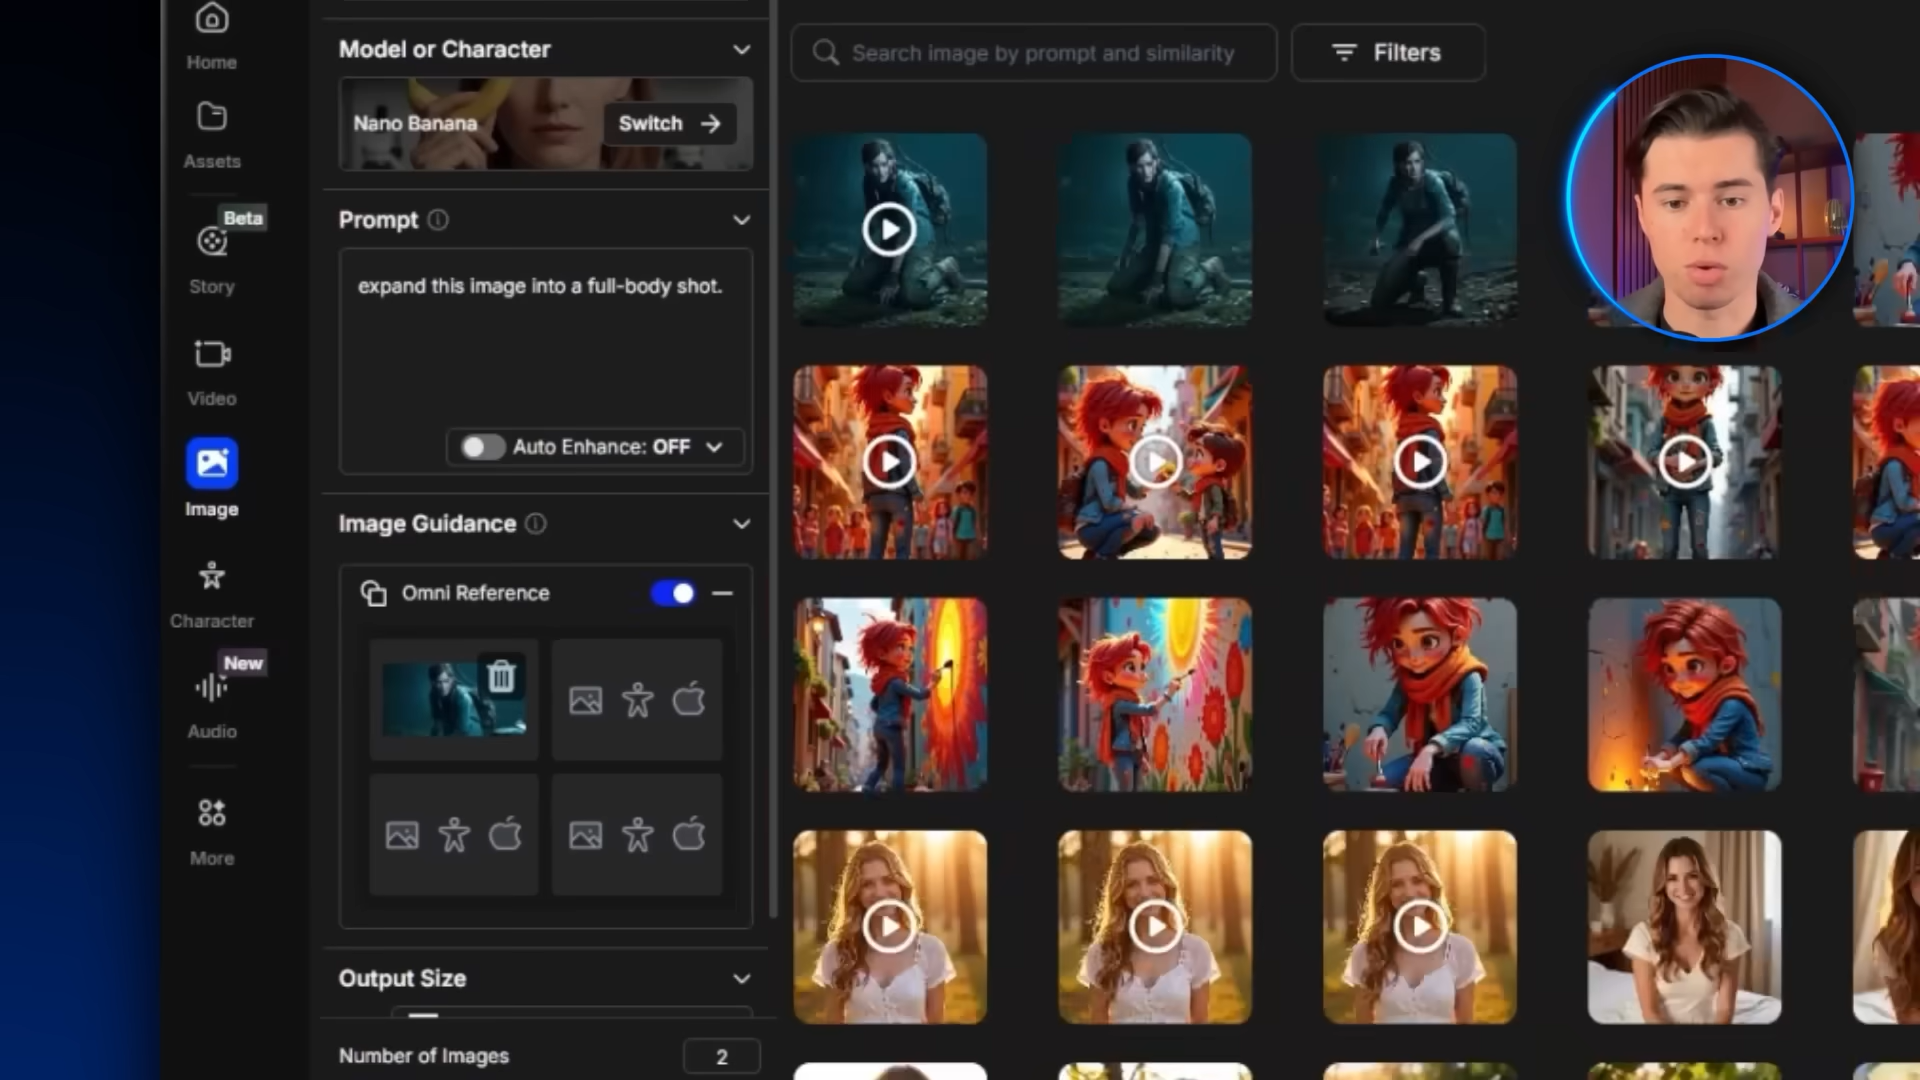 Home
Assets
Beta
Story
Video
Image
Character
New
Audio
More
Model or Character
Nano Banana
Switch
Prompt
expand this image into a full-body shot.
Auto Enhance: OFF
Image Guidance
Omni Reference
Output Size
Number of Images
2
Search image by prompt and similarity
Filters